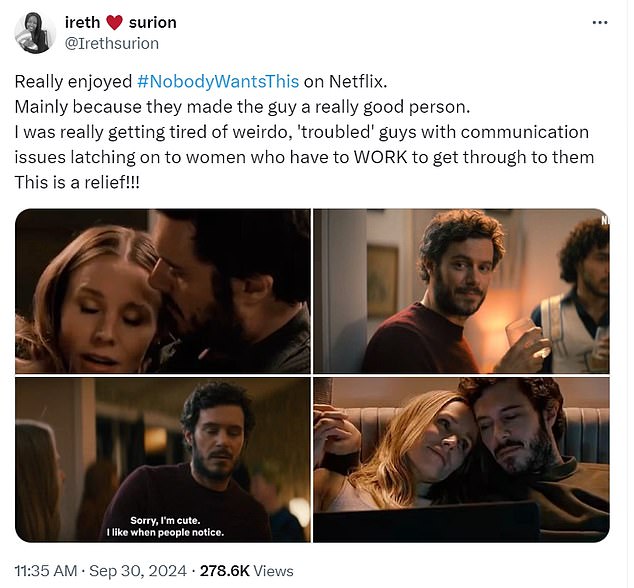 ireth ❤️ surion
@Irethsurion
Really enjoyed #NobodyWantsThis on Netflix.
Mainly because they made the guy a really good person.
I was really getting tired of weirdo, 'troubled' guys with communication
issues latching on to women who have to WORK to get through to them
This is a relief!!!
N
Sorry, I'm cute.
I like when people notice.
11:35 AM · Sep 30, 2024 · 278.6K Views